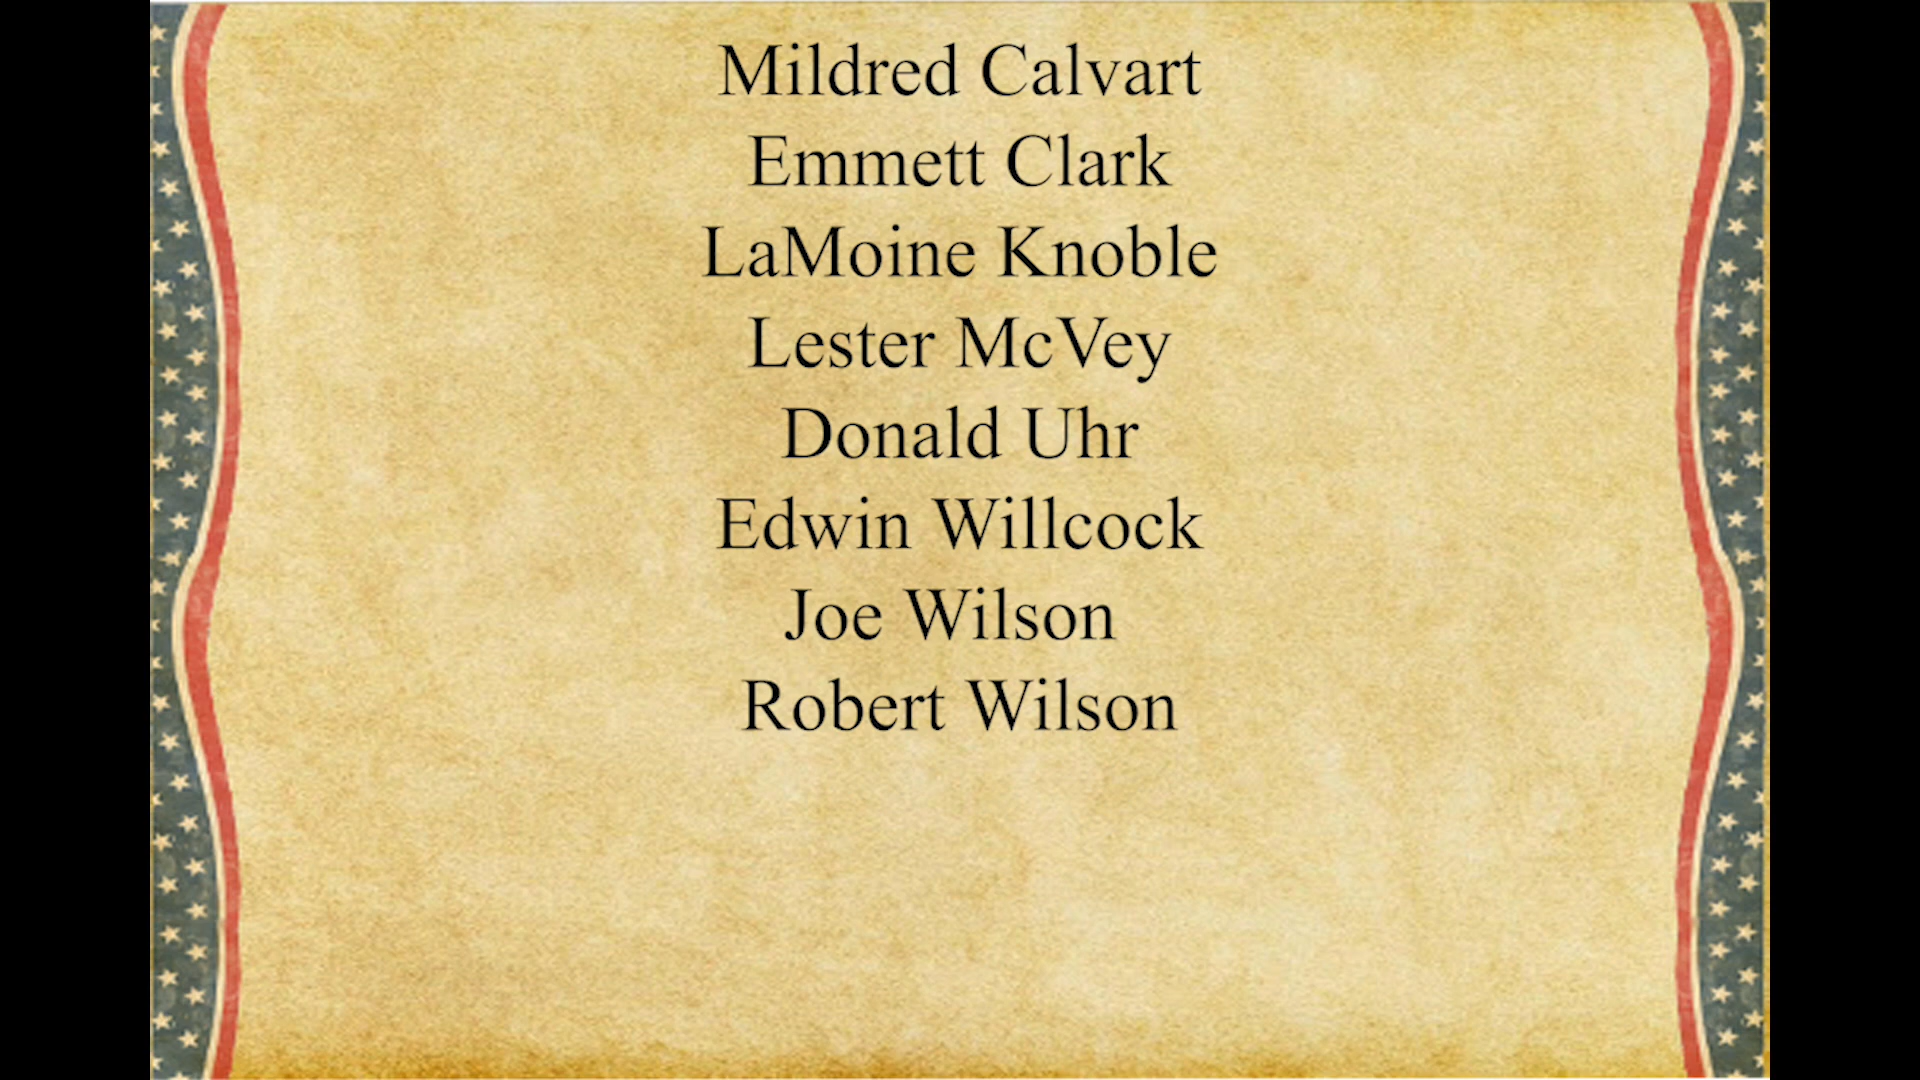 Mildred Calvart
Emmett Clark
LaMoine Knoble
Lester McVey
Donald Uhr
Edwin Willcock
Joe Wilson
Robert Wilson